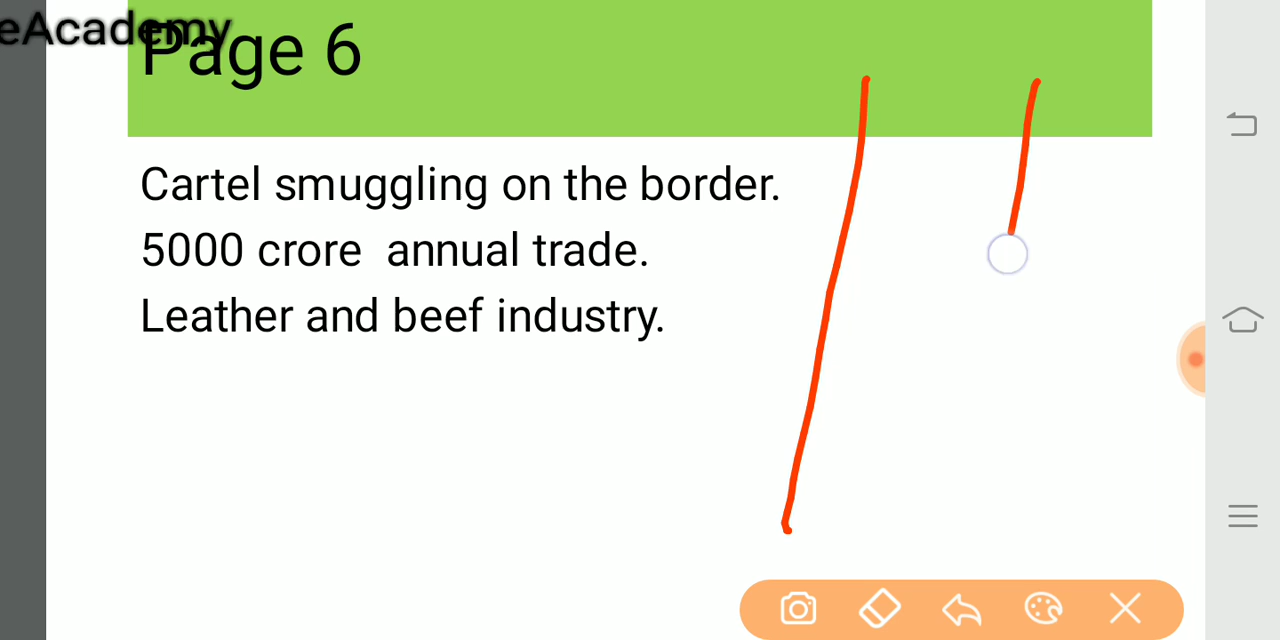 eAcademy
Page 6
Cartel smuggling on the border.
5000 crore annual trade.
Leather and beef industry.